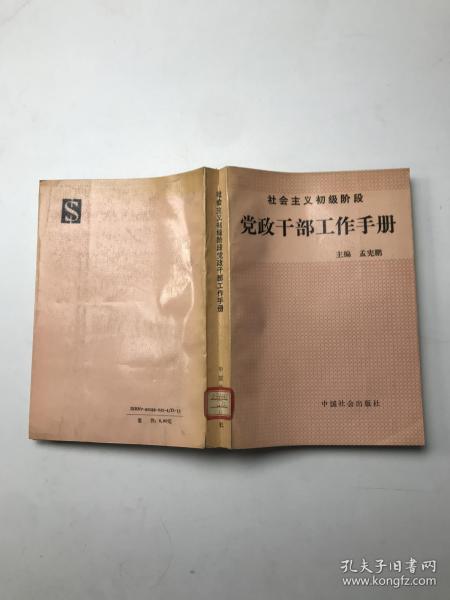 社会主义初级阶段
党政干部工作手册
主编 孟宪鹏
中国社会出版社
社会主义初级阶段党政干部工作手册
孔夫子旧书网
www.kongfz.com